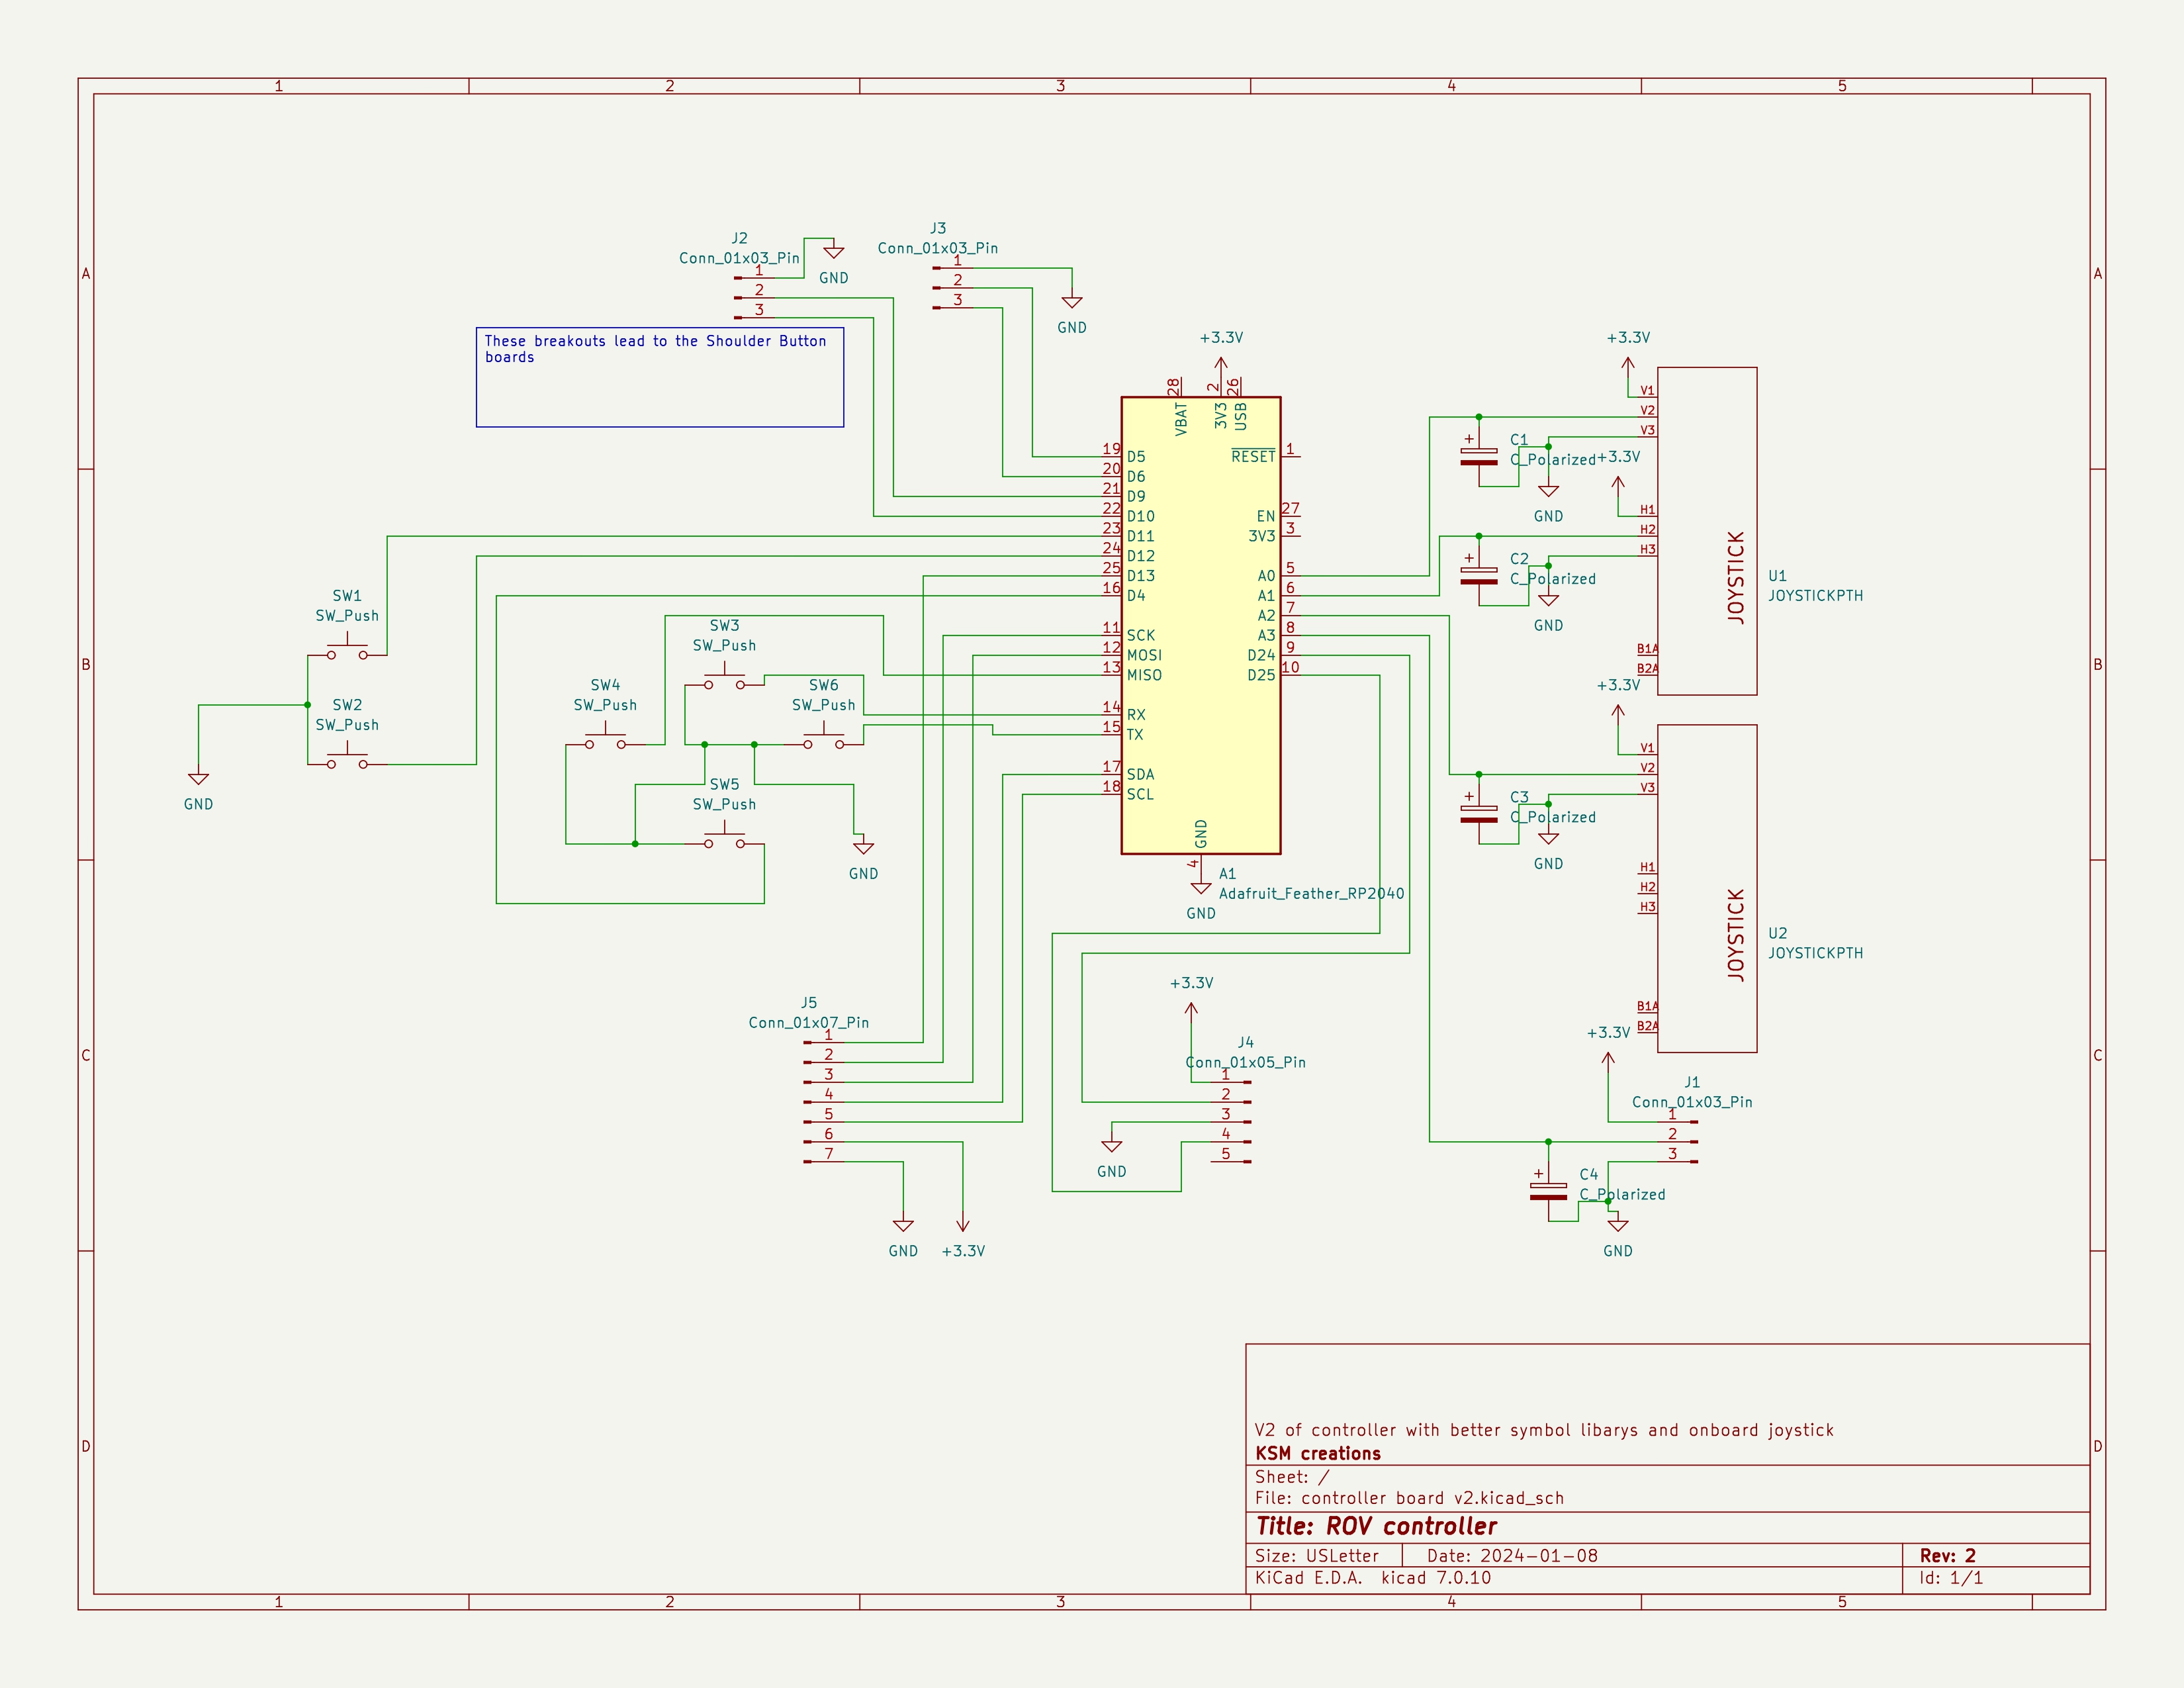 1 2 3 4 5
A A
B B
C C
D D
J2
Conn_01x03_Pin
1
2
3
GND
J3
Conn_01x03_Pin
1
2
3
GND
These breakouts lead to the Shoulder Button
boards
+3.3V
28 2 26
VBAT 3V3 USB
19 D5 RESET 1
20 D6
21 D9
22 D10 EN 27
23 D11 3V3 3
24 D12
25 D13 A0 5
16 D4 A1 6
A2 7
11 SCK A3 8
12 MOSI D24 9
13 MISO D25 10
14 RX
15 TX
17 SDA
18 SCL
GND
4
A1
Adafruit_Feather_RP2040
GND
SW1
SW_Push
SW2
SW_Push
GND
SW3
SW_Push
SW4
SW_Push
SW6
SW_Push
SW5
SW_Push
GND
+3.3V
V1
V2
V3
+
C1
C_Polarized
GND
+3.3V
H1
H2
H3
+
C2
C_Polarized
GND
B1A
B2A
JOYSTICK
U1
JOYSTICKPTH
+3.3V
V1
V2
V3
+
C3
C_Polarized
GND
H1
H2
H3
B1A
B2A
JOYSTICK
U2
JOYSTICKPTH
+3.3V
J1
Conn_01x03_Pin
1
2
3
+
C4
C_Polarized
GND
J5
Conn_01x07_Pin
1
2
3
4
5
6
7
GND
+3.3V
+3.3V
J4
Conn_01x05_Pin
1
2
3
4
5
GND
V2 of controller with better symbol libarys and onboard joystick
KSM creations
Sheet: /
File: controller board v2.kicad_sch
Title: ROV controller
Size: USLetter Date: 2024-01-08 Rev: 2
KiCad E.D.A. kicad 7.0.10 Id: 1/1
1 2 3 4 5